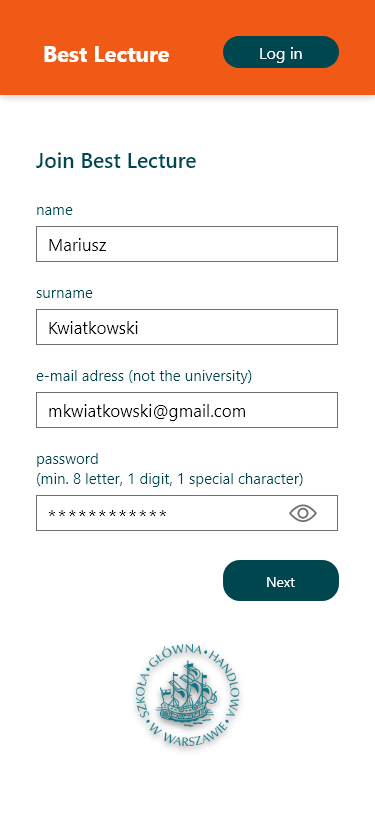 Best Lecture
Log in
Join Best Lecture
name
Mariusz
surname
Kwiatkowski
e-mail adress (not the university)
mkwiatkowski@gmail.com
password
(min. 8 letter, 1 digit, 1 special character)
************
Next
SZKOŁA • GŁÓWNA • HANDLOWA • W WARSZAWIE •